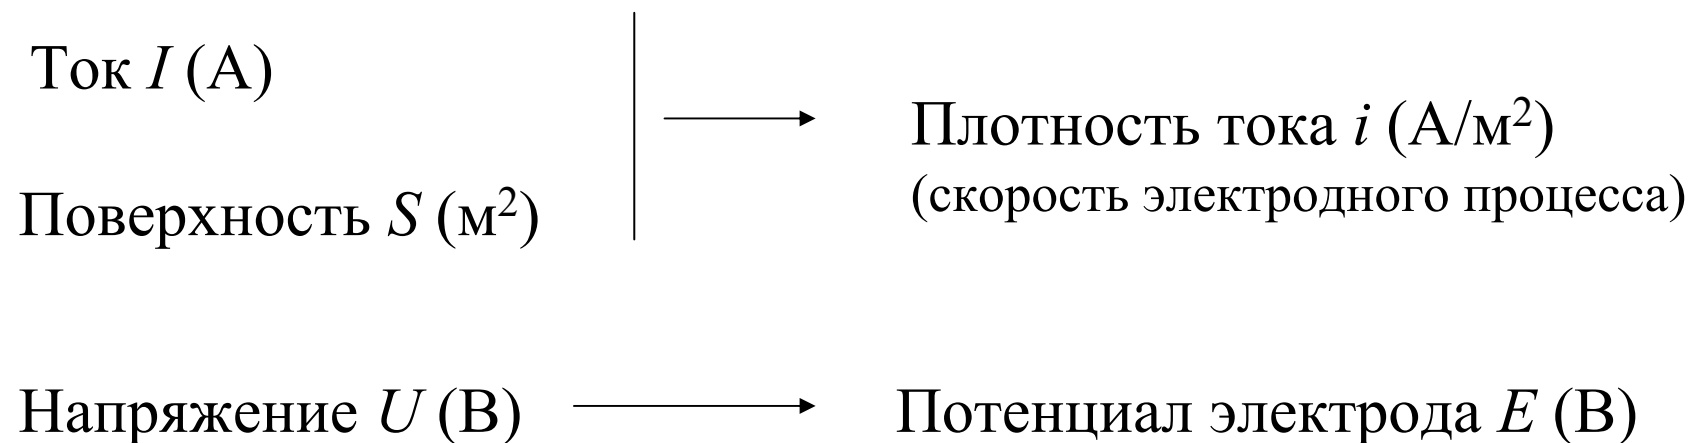 Ток I (А)
Плотность тока i (А/м²)
(скорость электродного процесса)
Поверхность S (м²)
Напряжение U (В)
Потенциал электрода E (В)